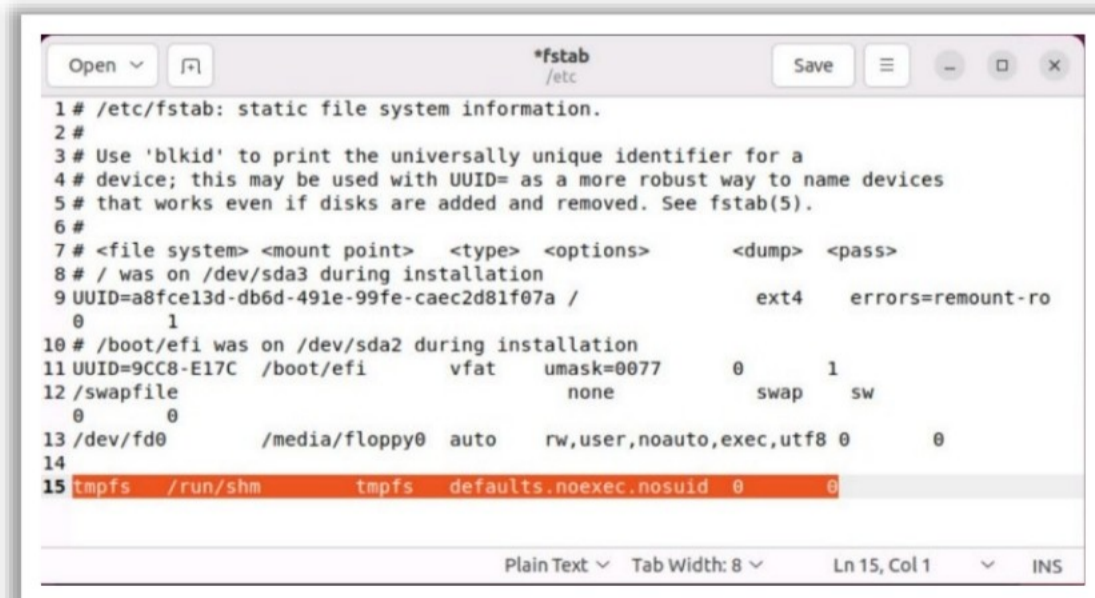 Open
*fstab
/etc
Save
1 # /etc/fstab: static file system information.
2 #
3 # Use 'blkid' to print the universally unique identifier for a
4 # device; this may be used with UUID= as a more robust way to name devices
5 # that works even if disks are added and removed. See fstab(5).
6 #
7 # <file system> <mount point>   <type>  <options>       <dump>  <pass>
8 # / was on /dev/sda3 during installation
9 UUID=a8fce13d-db6d-491e-99fe-caec2d81f07a /               ext4    errors=remount-ro
0       1
10 # /boot/efi was on /dev/sda2 during installation
11 UUID=9CC8-E17C  /boot/efi       vfat    umask=0077      0       1
12 /swapfile                                 none            swap    sw
0       0
13 /dev/fd0        /media/floppy0  auto    rw,user,noauto,exec,utf8 0       0
14
15 tmpfs   /run/shm        tmpfs   defaults.noexec.nosuid  0       0
Plain Text   Tab Width: 8   Ln 15, Col 1   INS